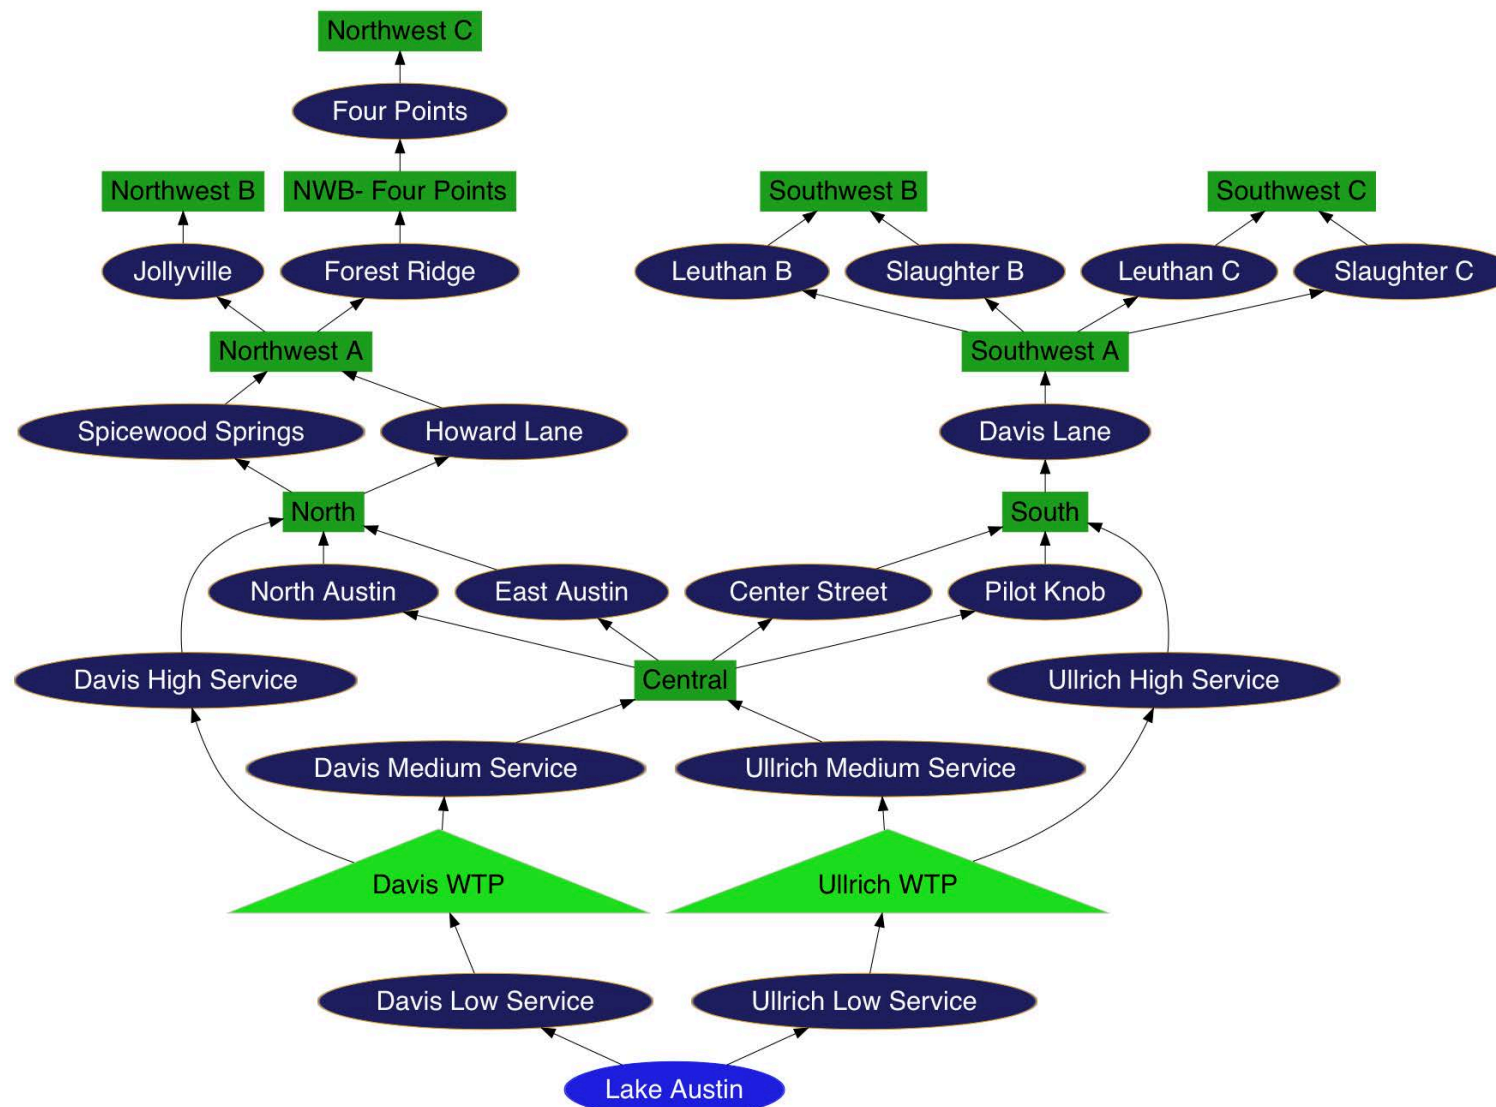 Northwest C
Four Points
Northwest B
NWB- Four Points
Southwest B
Southwest C
Jollyville
Forest Ridge
Leuthan B
Slaughter B
Leuthan C
Slaughter C
Northwest A
Southwest A
Spicewood Springs
Howard Lane
Davis Lane
North
South
North Austin
East Austin
Center Street
Pilot Knob
Davis High Service
Central
Ullrich High Service
Davis Medium Service
Ullrich Medium Service
Davis WTP
Ullrich WTP
Davis Low Service
Ullrich Low Service
Lake Austin